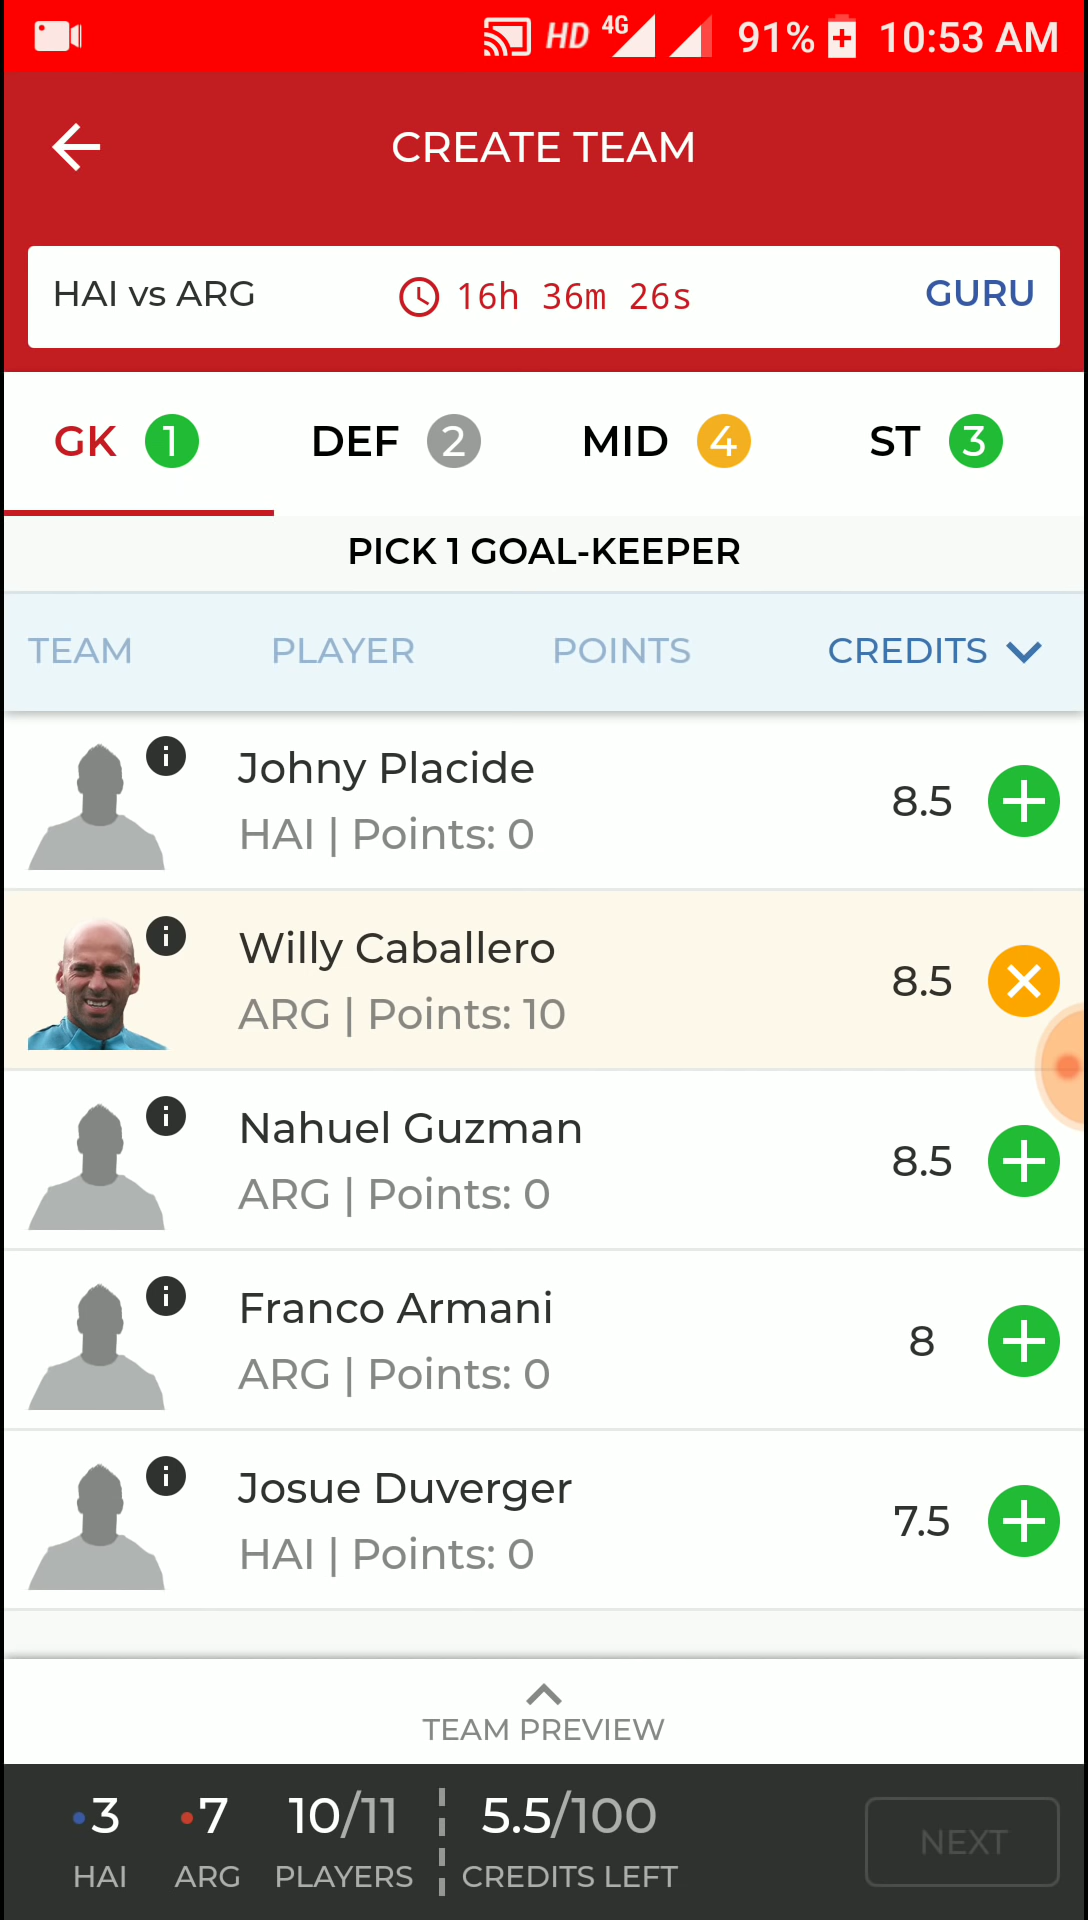 HD 4G 91% 10:53 AM
CREATE TEAM
HAI vs ARG 16h 36m 26s GURU
GK 1 DEF 2 MID 4 ST 3
PICK 1 GOAL-KEEPER
TEAM PLAYER POINTS CREDITS
Johny Placide
HAI | Points: 0
8.5
Willy Caballero
ARG | Points: 10
8.5
Nahuel Guzman
ARG | Points: 0
8.5
Franco Armani
ARG | Points: 0
8
Josue Duverger
HAI | Points: 0
7.5
TEAM PREVIEW
3 7 10/11 5.5/100
HAI ARG PLAYERS CREDITS LEFT
NEXT